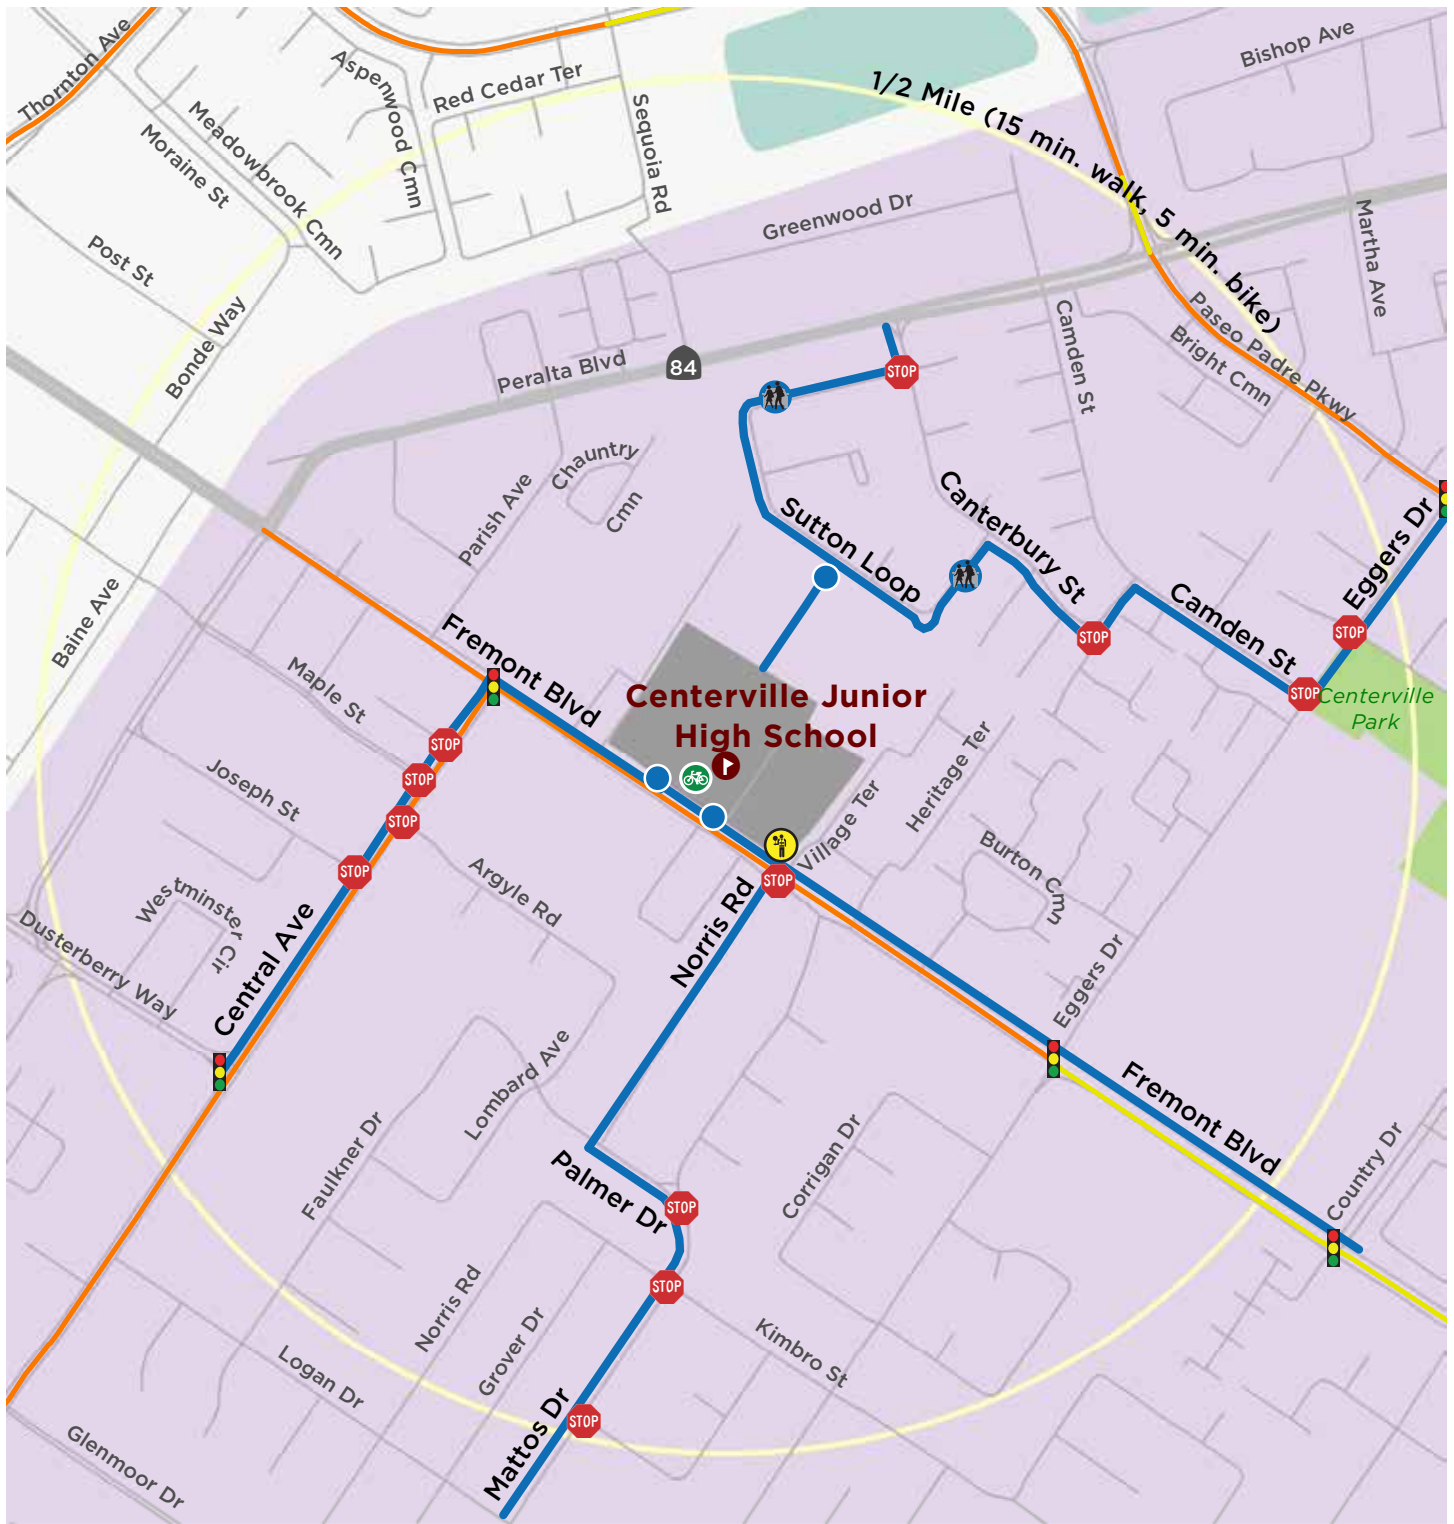 Thornton Ave
Aspenwood Cmn
Red Cedar Ter
Sequoia Rd
Bishop Ave
1/2 Mile (15 min. walk, 5 min. bike)
Meadowbrook Cmn
Moraine St
Post St
Bonde Way
Greenwood Dr
Martha Ave
Camden St
Paseo Padre Pkwy
Bright Cmn
Peralta Blvd
84
STOP
Chauntry
Cmn
Parish Ave
Sutton Loop
Canterbury St
Eggers Dr
Baine Ave
STOP
STOP
Camden St
STOP
Centerville
Park
Fremont Blvd
Maple St
Centerville Junior
High School
STOP
STOP
STOP
STOP
Joseph St
Heritage Ter
Village Ter
Burton Cmn
Argyle Rd
STOP
Westminster Cir
Dusterberry Way
Central Ave
Norris Rd
Eggers Dr
Lombard Ave
Faulkner Dr
Fremont Blvd
Country Dr
Corrigan Dr
Palmer Dr
STOP
STOP
Norris Rd
Grover Dr
Kimbro St
Logan Dr
Mattos Dr
STOP
Glenmoor Dr